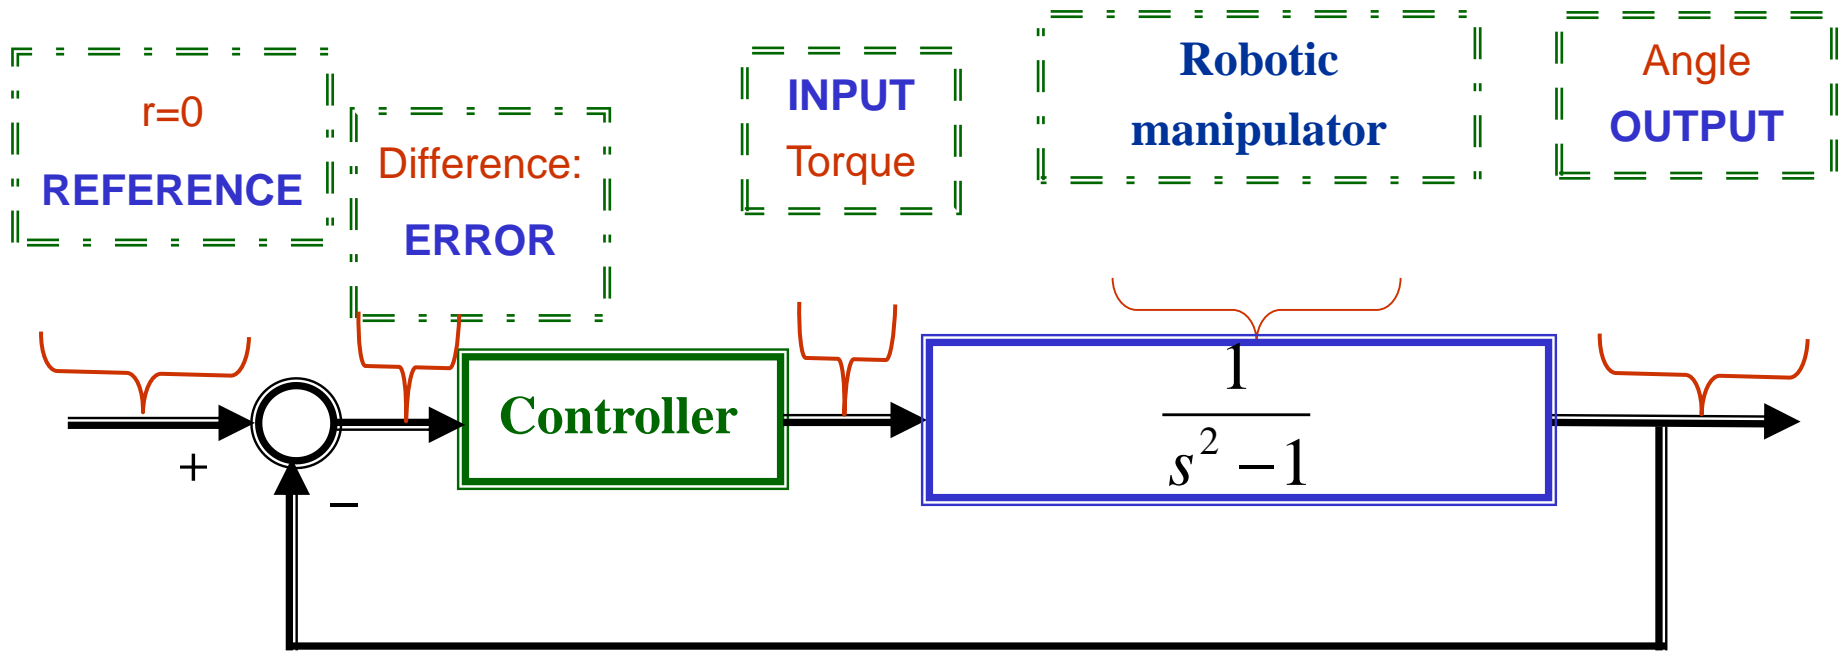 r=0
REFERENCE
Difference:
ERROR
INPUT
Torque
Robotic
manipulator
Angle
OUTPUT
+
−
Controller
1
s² − 1